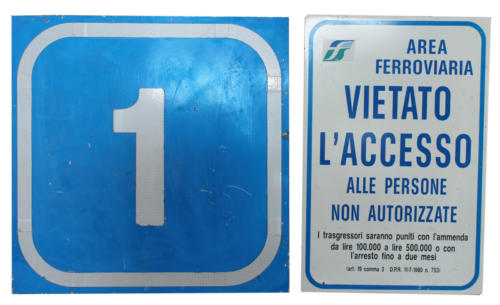 1
AREA
FERROVIARIA
VIETATO
L'ACCESSO
ALLE PERSONE
NON AUTORIZZATE
I trasgressori saranno puniti con l'ammenda
da lire 100.000 a lire 500.000 o con
l'arresto fino a due mesi
(art. 19 comma 3 D.P.R. 11-7-1980 n. 753)